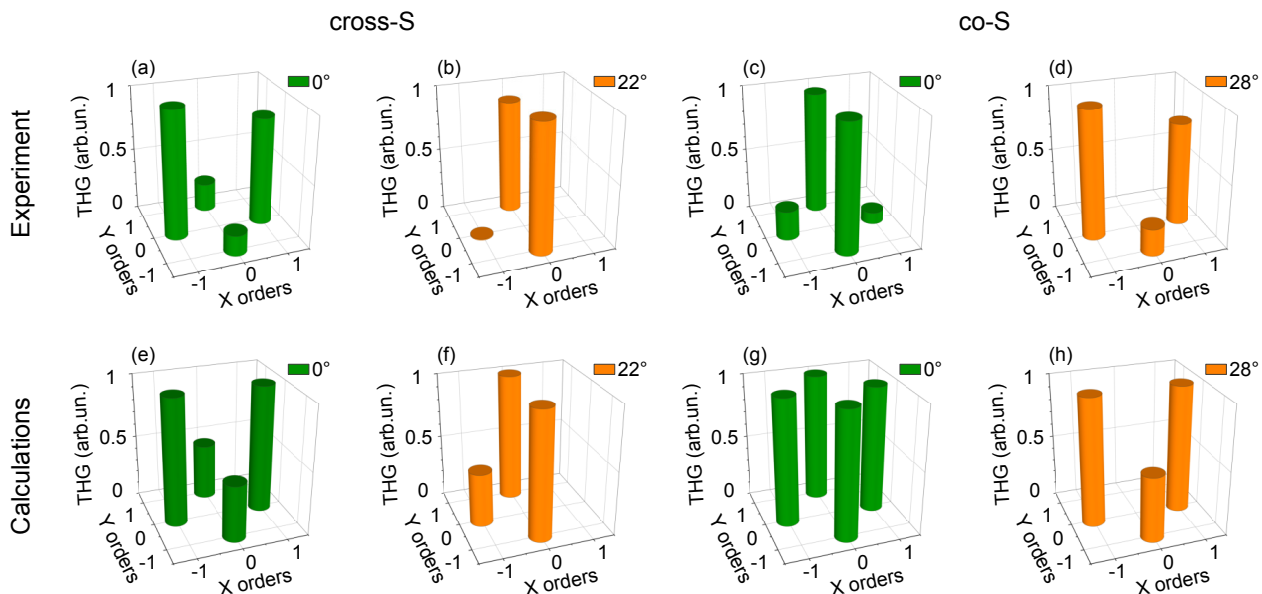 cross-S
co-S
Experiment
(a)
0°
THG (arb.un.)
1
0.5
0
Y orders
1
0
-1
X orders
-1
0
1
(b)
22°
THG (arb.un.)
1
0.5
0
Y orders
1
0
-1
X orders
-1
0
1
(c)
0°
THG (arb.un.)
1
0.5
0
Y orders
1
0
-1
X orders
-1
0
1
(d)
28°
THG (arb.un.)
1
0.5
0
Y orders
1
0
-1
X orders
-1
0
1
Calculations
(e)
0°
THG (arb.un.)
1
0.5
0
Y orders
1
0
-1
X orders
-1
0
1
(f)
22°
THG (arb.un.)
1
0.5
0
Y orders
1
0
-1
X orders
-1
0
1
(g)
0°
THG (arb.un.)
1
0.5
0
Y orders
1
0
-1
X orders
-1
0
1
(h)
28°
THG (arb.un.)
1
0.5
0
Y orders
1
0
-1
X orders
-1
0
1